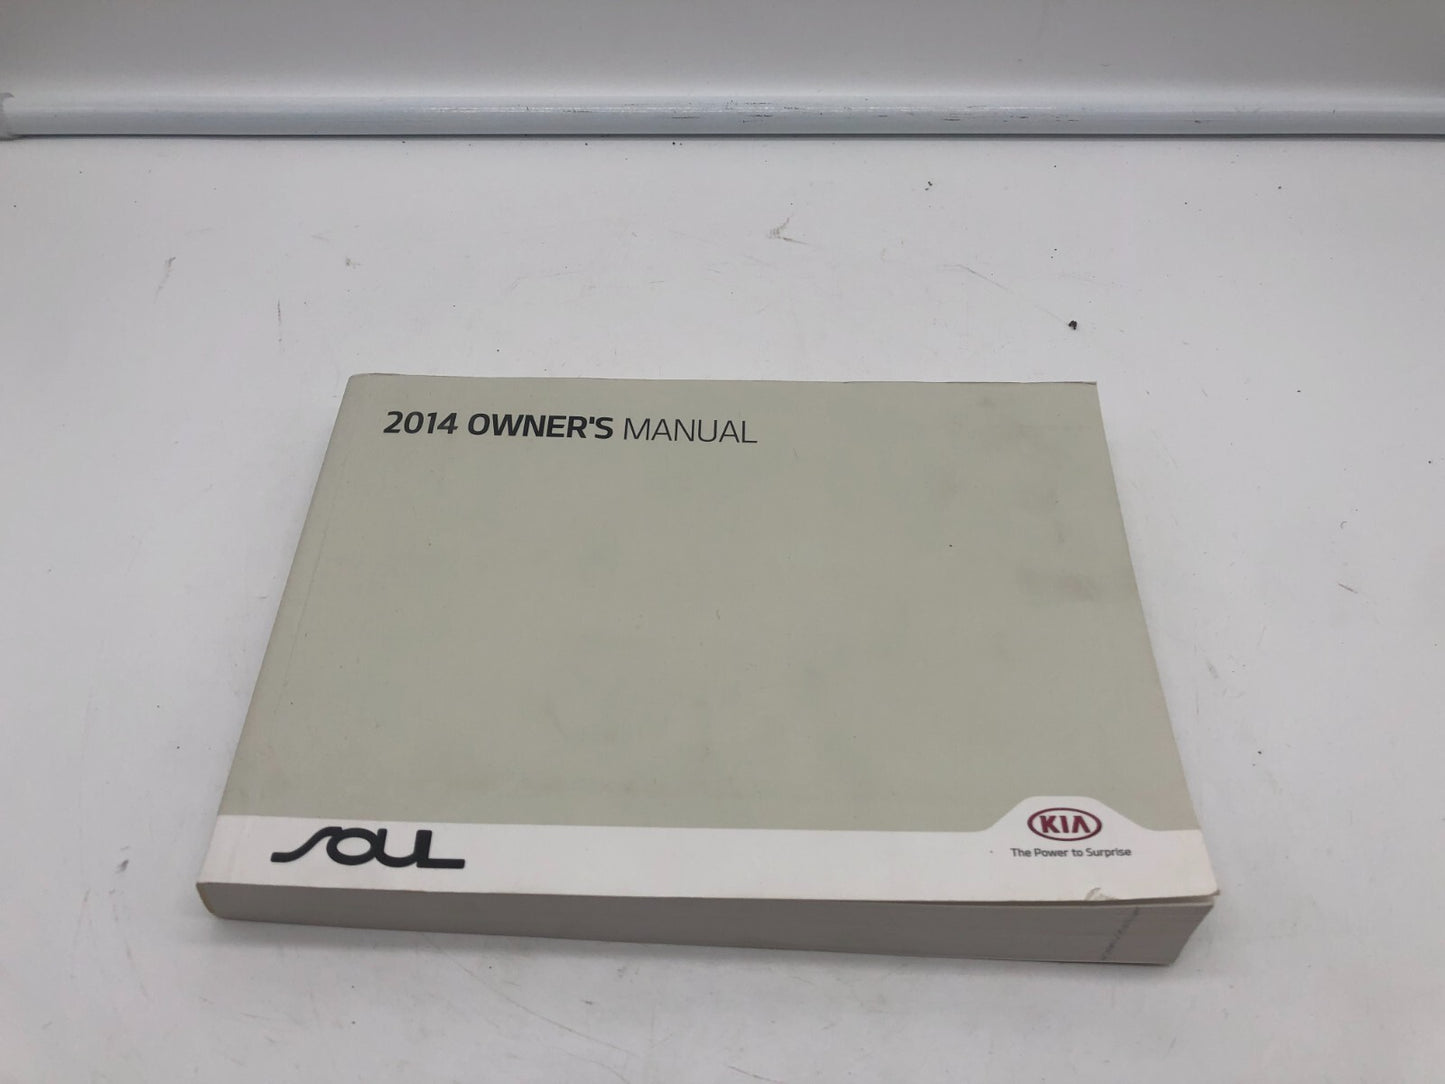 2014 OWNER'S MANUAL
SOUL
KIA
The Power to Surprise